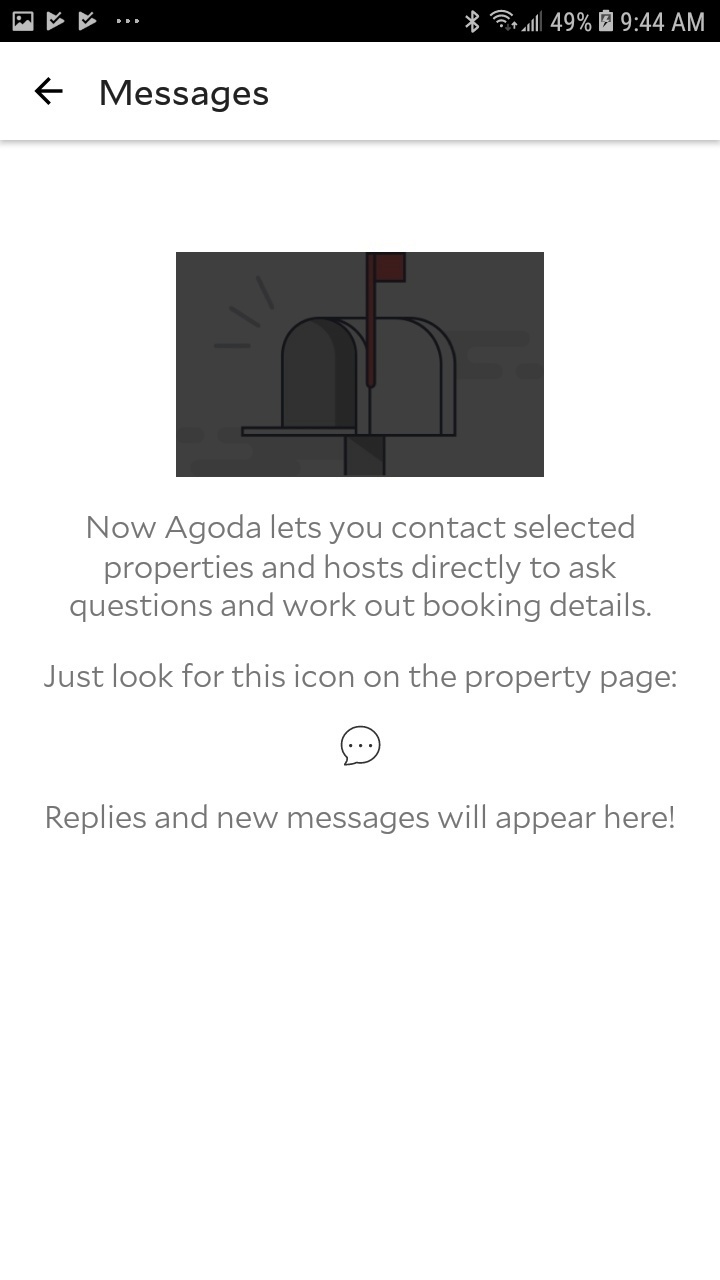 49% 9:44 AM
Messages
Now Agoda lets you contact selected
properties and hosts directly to ask
questions and work out booking details.
Just look for this icon on the property page:
Replies and new messages will appear here!